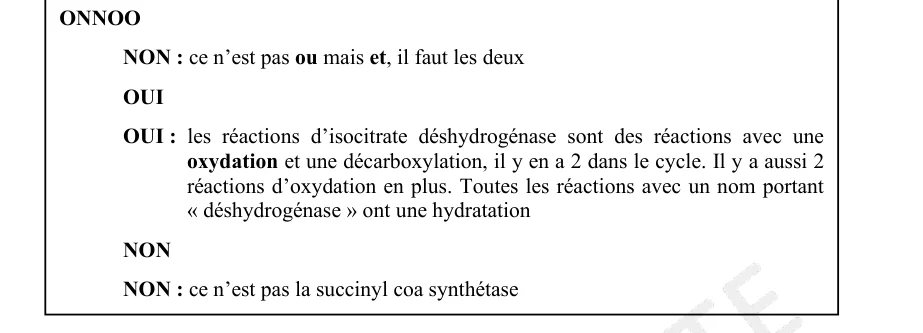 ONNOO
NON : ce n’est pas ou mais et, il faut les deux
OUI
OUI : les réactions d’isocitrate déshydrogénase sont des réactions avec une
oxydation et une décarboxylation, il y en a 2 dans le cycle. Il y a aussi 2
réactions d’oxydation en plus. Toutes les réactions avec un nom portant
« déshydrogénase » ont une hydratation
NON
NON : ce n’est pas la succinyl coa synthétase